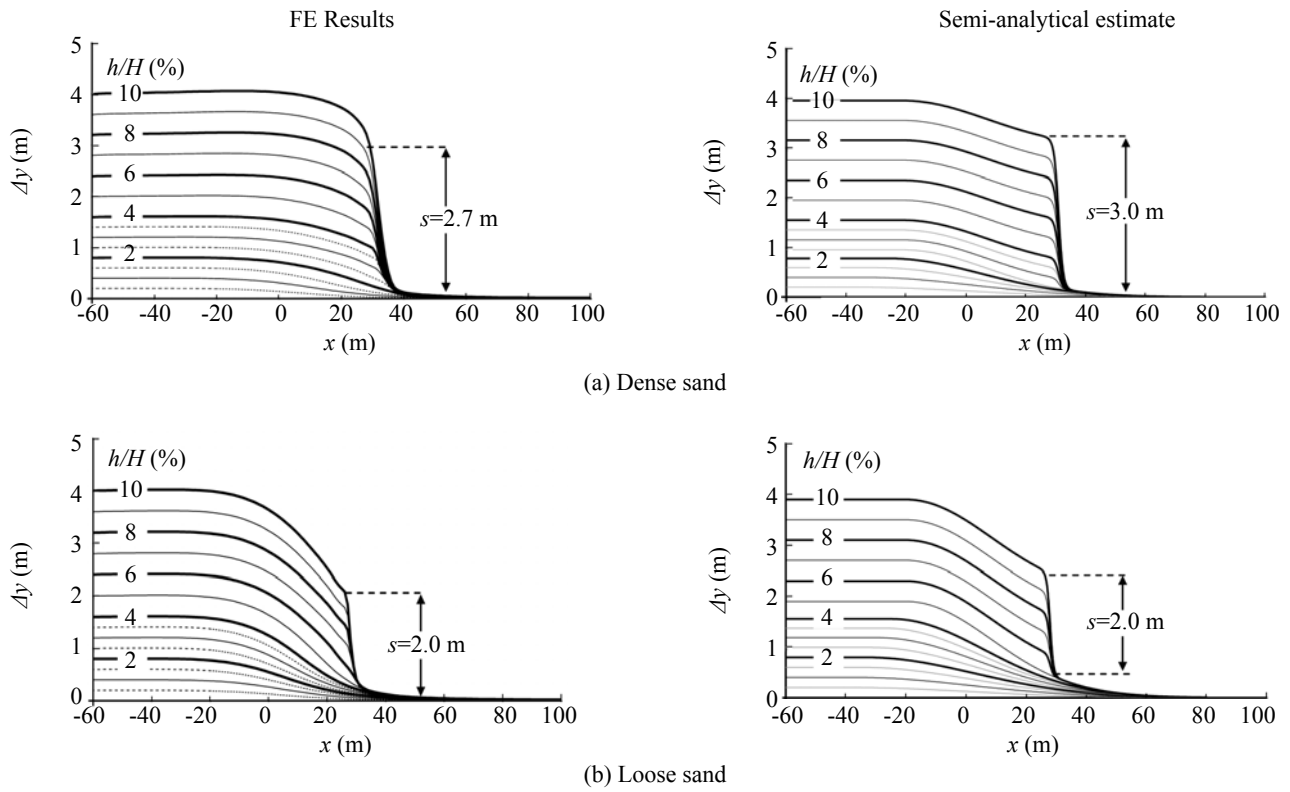 FE Results
Semi-analytical estimate
5
4
3
2
1
0
Δy (m)
h/H (%)
10
8
6
4
2
s=2.7 m
-60 -40 -20 0 20 40 60 80 100
x (m)
5
4
3
2
1
0
Δy (m)
h/H (%)
10
8
6
4
2
s=3.0 m
-60 -40 -20 0 20 40 60 80 100
x (m)
(a) Dense sand
5
4
3
2
1
0
Δy (m)
h/H (%)
10
8
6
4
2
s=2.0 m
-60 -40 -20 0 20 40 60 80 100
x (m)
5
4
3
2
1
0
Δy (m)
h/H (%)
10
8
6
4
2
s=2.0 m
-60 -40 -20 0 20 40 60 80 100
x (m)
(b) Loose sand